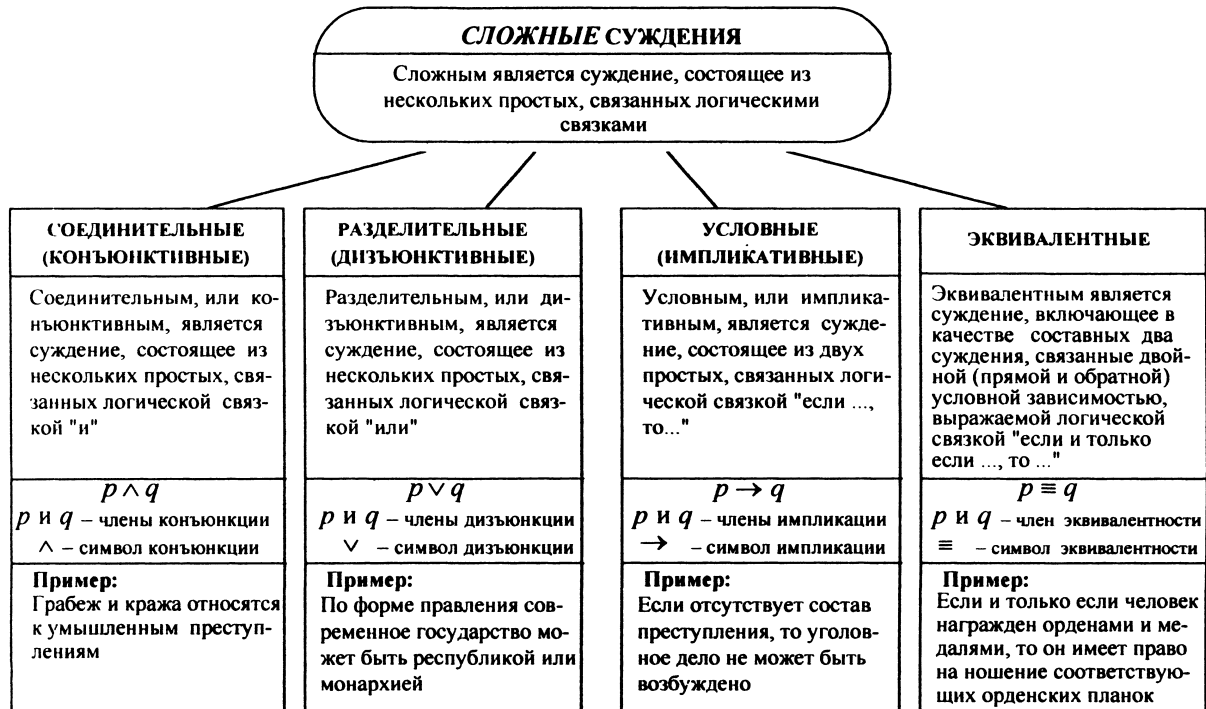 СЛОЖНЫЕ СУЖДЕНИЯ
Сложным является суждение, состоящее из
нескольких простых, связанных логическими
связками
СОЕДИНИТЕЛЬНЫЕ
(КОНЪЮНКТИВНЫЕ)
Соединительным, или ко-
нъюнктивным, является
суждение, состоящее из
нескольких простых, свя-
занных логической связ-
кой "и"
p ∧ q
p и q – члены конъюнкции
∧ – символ конъюнкции
Пример:
Грабеж и кража относятся
к умышленным преступ-
лениям
РАЗДЕЛИТЕЛЬНЫЕ
(ДИЗЪЮНКТИВНЫЕ)
Разделительным, или ди-
зъюнктивным, является
суждение, состоящее из
нескольких простых, свя-
занных логической связ-
кой "или"
p ∨ q
p и q – члены дизъюнкции
∨ – символ дизъюнкции
Пример:
По форме правления сов-
ременное государство мо-
жет быть республикой или
монархией
УСЛОВНЫЕ
(ИМПЛИКАТИВНЫЕ)
Условным, или имплика-
тивным, является сужде-
ние, состоящее из двух
простых, связанных логи-
ческой связкой "если ...,
то..."
p → q
p и q – члены импликации
→ – символ импликации
Пример:
Если отсутствует состав
преступления, то уголов-
ное дело не может быть
возбуждено
ЭКВИВАЛЕНТНЫЕ
Эквивалентным является
суждение, включающее в
качестве составных два
суждения, связанные двой-
ной (прямой и обратной)
условной зависимостью,
выражаемой логической
связкой "если и только
если ..., то ..."
p ≡ q
p и q – член эквивалентности
≡ – символ эквивалентности
Пример:
Если и только если человек
награжден орденами и ме-
далями, то он имеет право
на ношение соответствую-
щих орденских планок